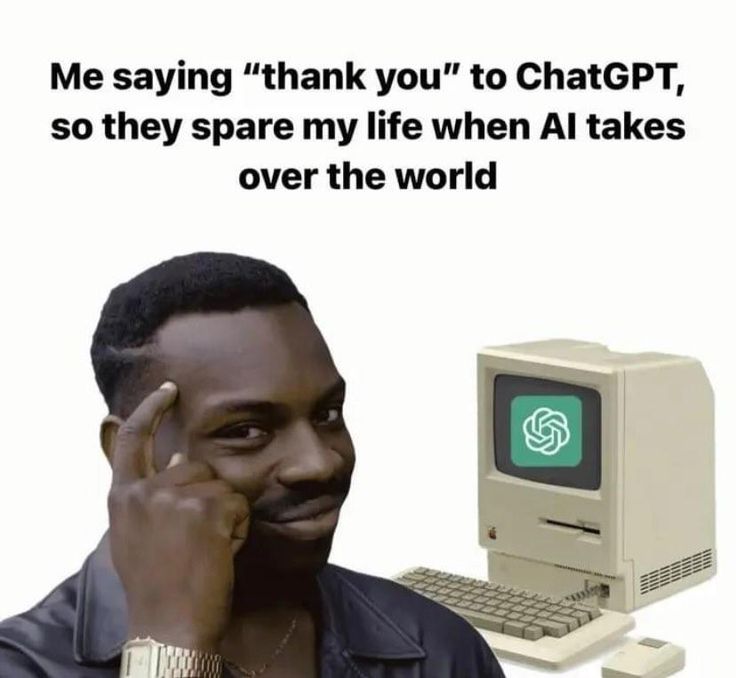 Me saying “thank you” to ChatGPT,
so they spare my life when AI takes
over the world